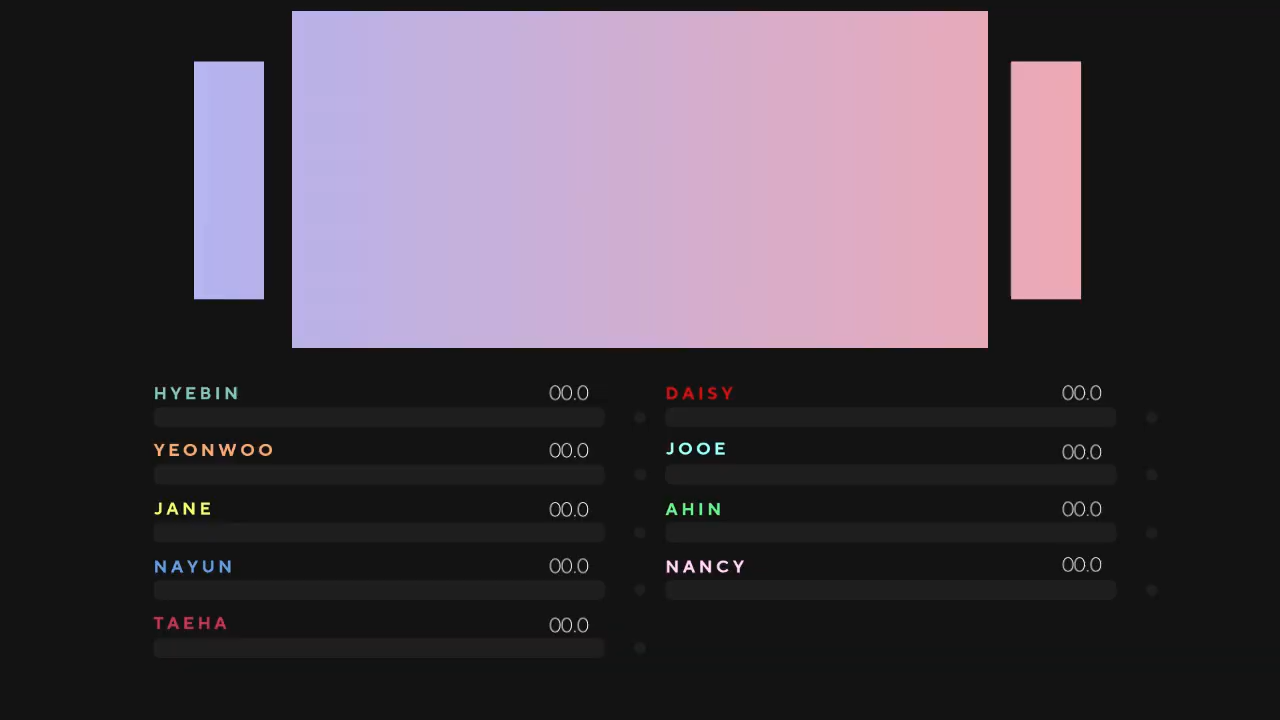 HYEBIN 00.0
YEONWOO 00.0
JANE 00.0
NAYUN 00.0
TAEHA 00.0
DAISY 00.0
JOOE 00.0
AHIN 00.0
NANCY 00.0